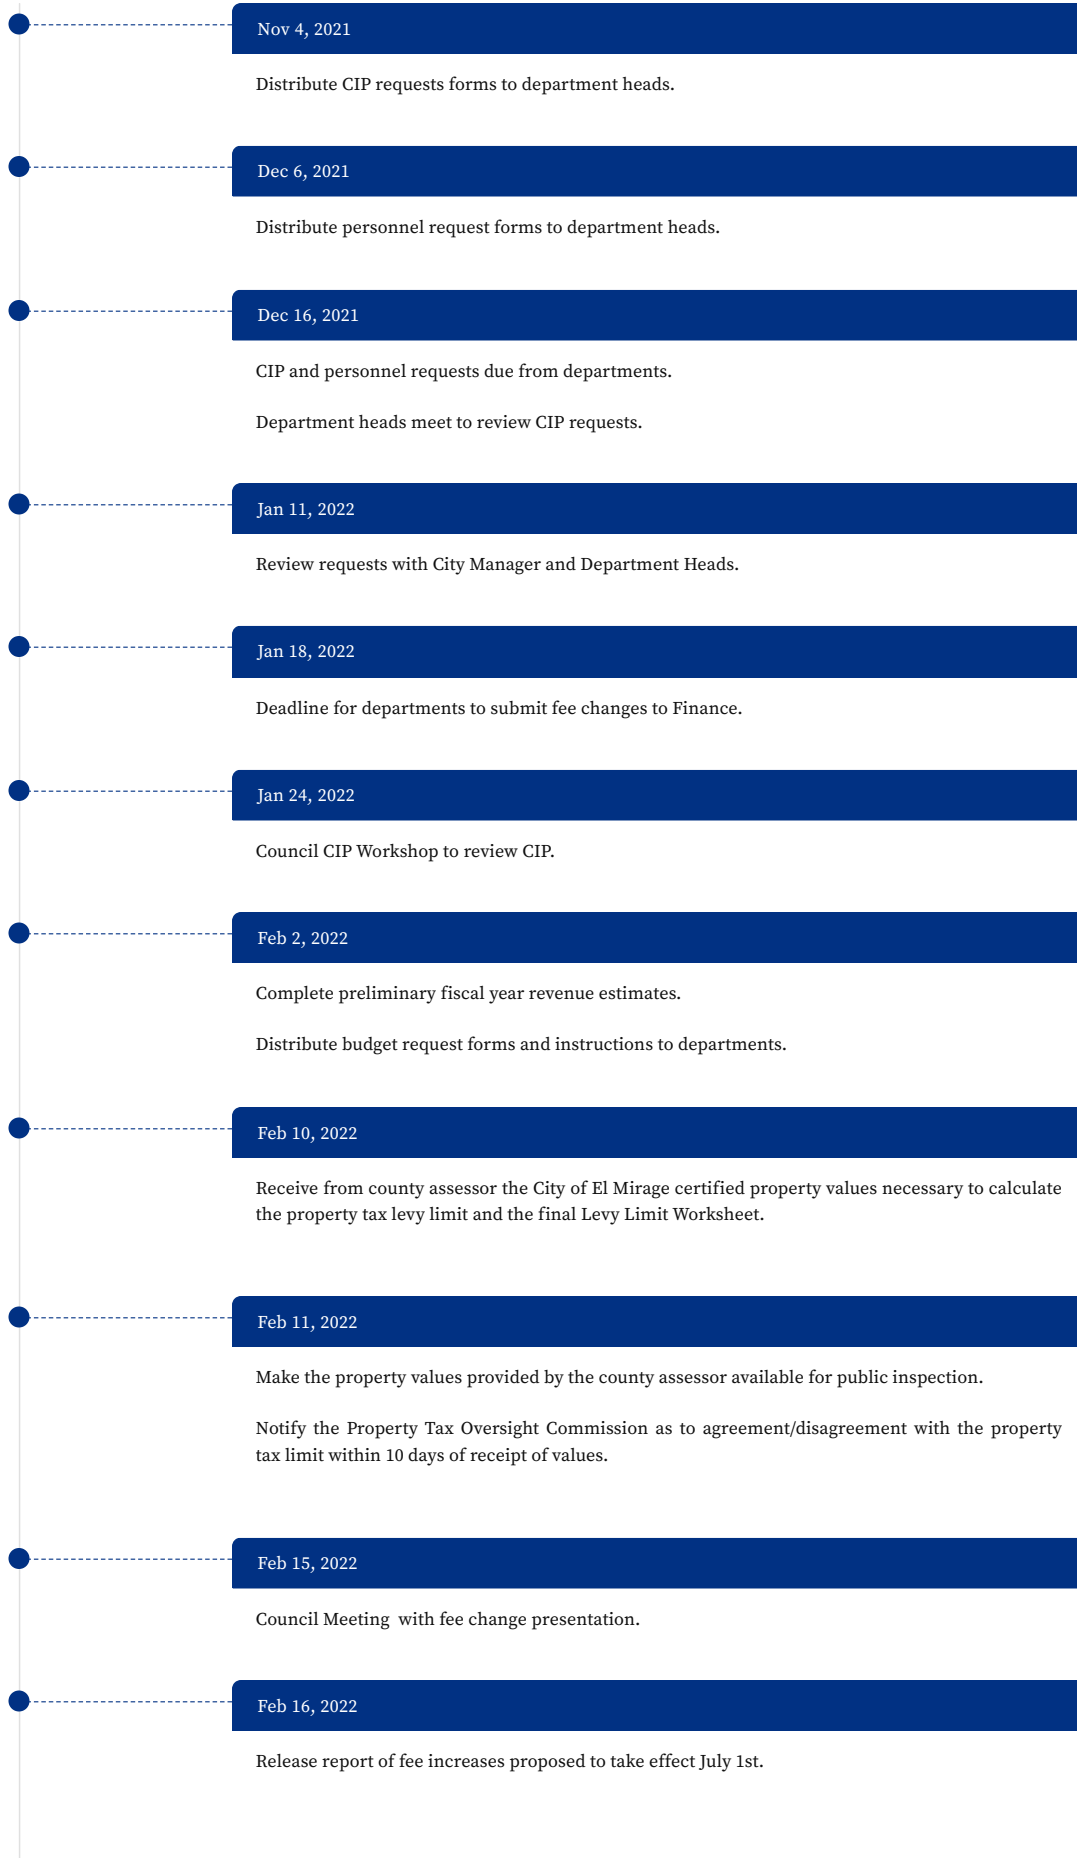 Nov 4, 2021
Distribute CIP requests forms to department heads.
Dec 6, 2021
Distribute personnel request forms to department heads.
Dec 16, 2021
CIP and personnel requests due from departments.
Department heads meet to review CIP requests.
Jan 11, 2022
Review requests with City Manager and Department Heads.
Jan 18, 2022
Deadline for departments to submit fee changes to Finance.
Jan 24, 2022
Council CIP Workshop to review CIP.
Feb 2, 2022
Complete preliminary fiscal year revenue estimates.
Distribute budget request forms and instructions to departments.
Feb 10, 2022
Receive from county assessor the City of El Mirage certified property values necessary to calculate
the property tax levy limit and the final Levy Limit Worksheet.
Feb 11, 2022
Make the property values provided by the county assessor available for public inspection.
Notify the Property Tax Oversight Commission as to agreement/disagreement with the property
tax limit within 10 days of receipt of values.
Feb 15, 2022
Council Meeting  with fee change presentation.
Feb 16, 2022
Release report of fee increases proposed to take effect July 1st.